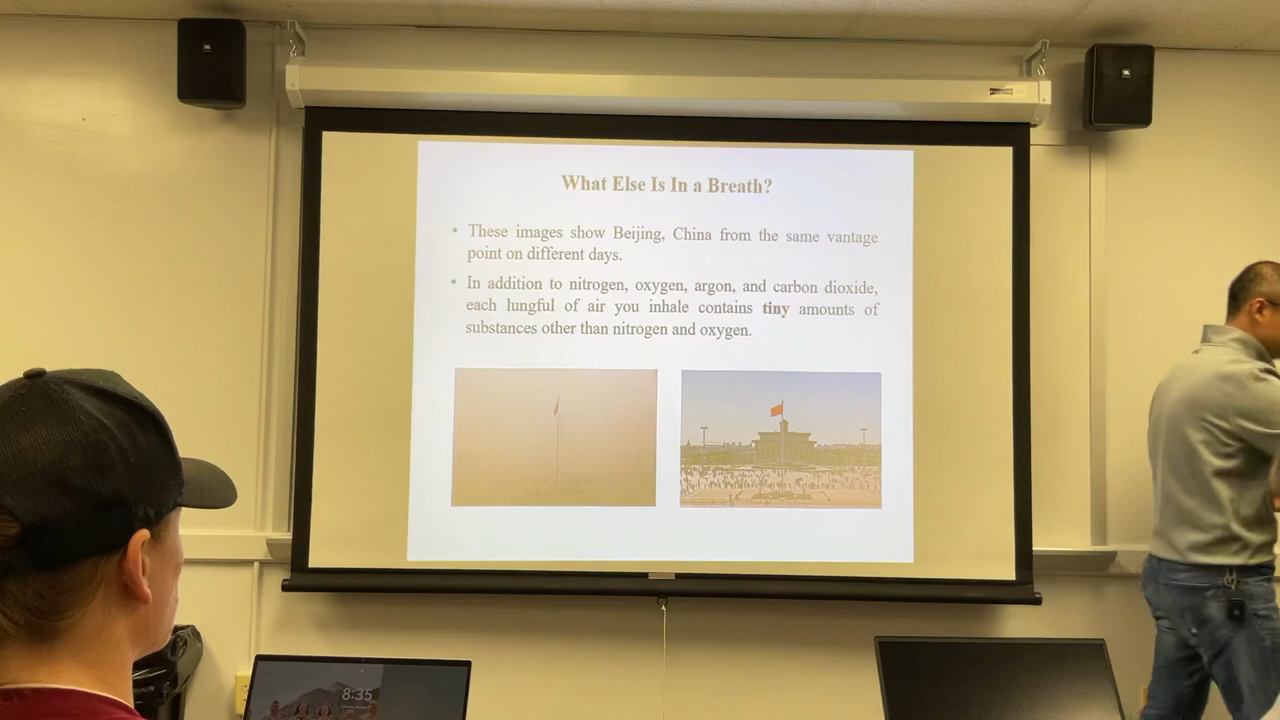 What Else Is In a Breath?
• These images show Beijing, China from the same vantage
point on different days.
• In addition to nitrogen, oxygen, argon, and carbon dioxide,
each lungful of air you inhale contains tiny amounts of
substances other than nitrogen and oxygen.
8:35
JBL
JBL